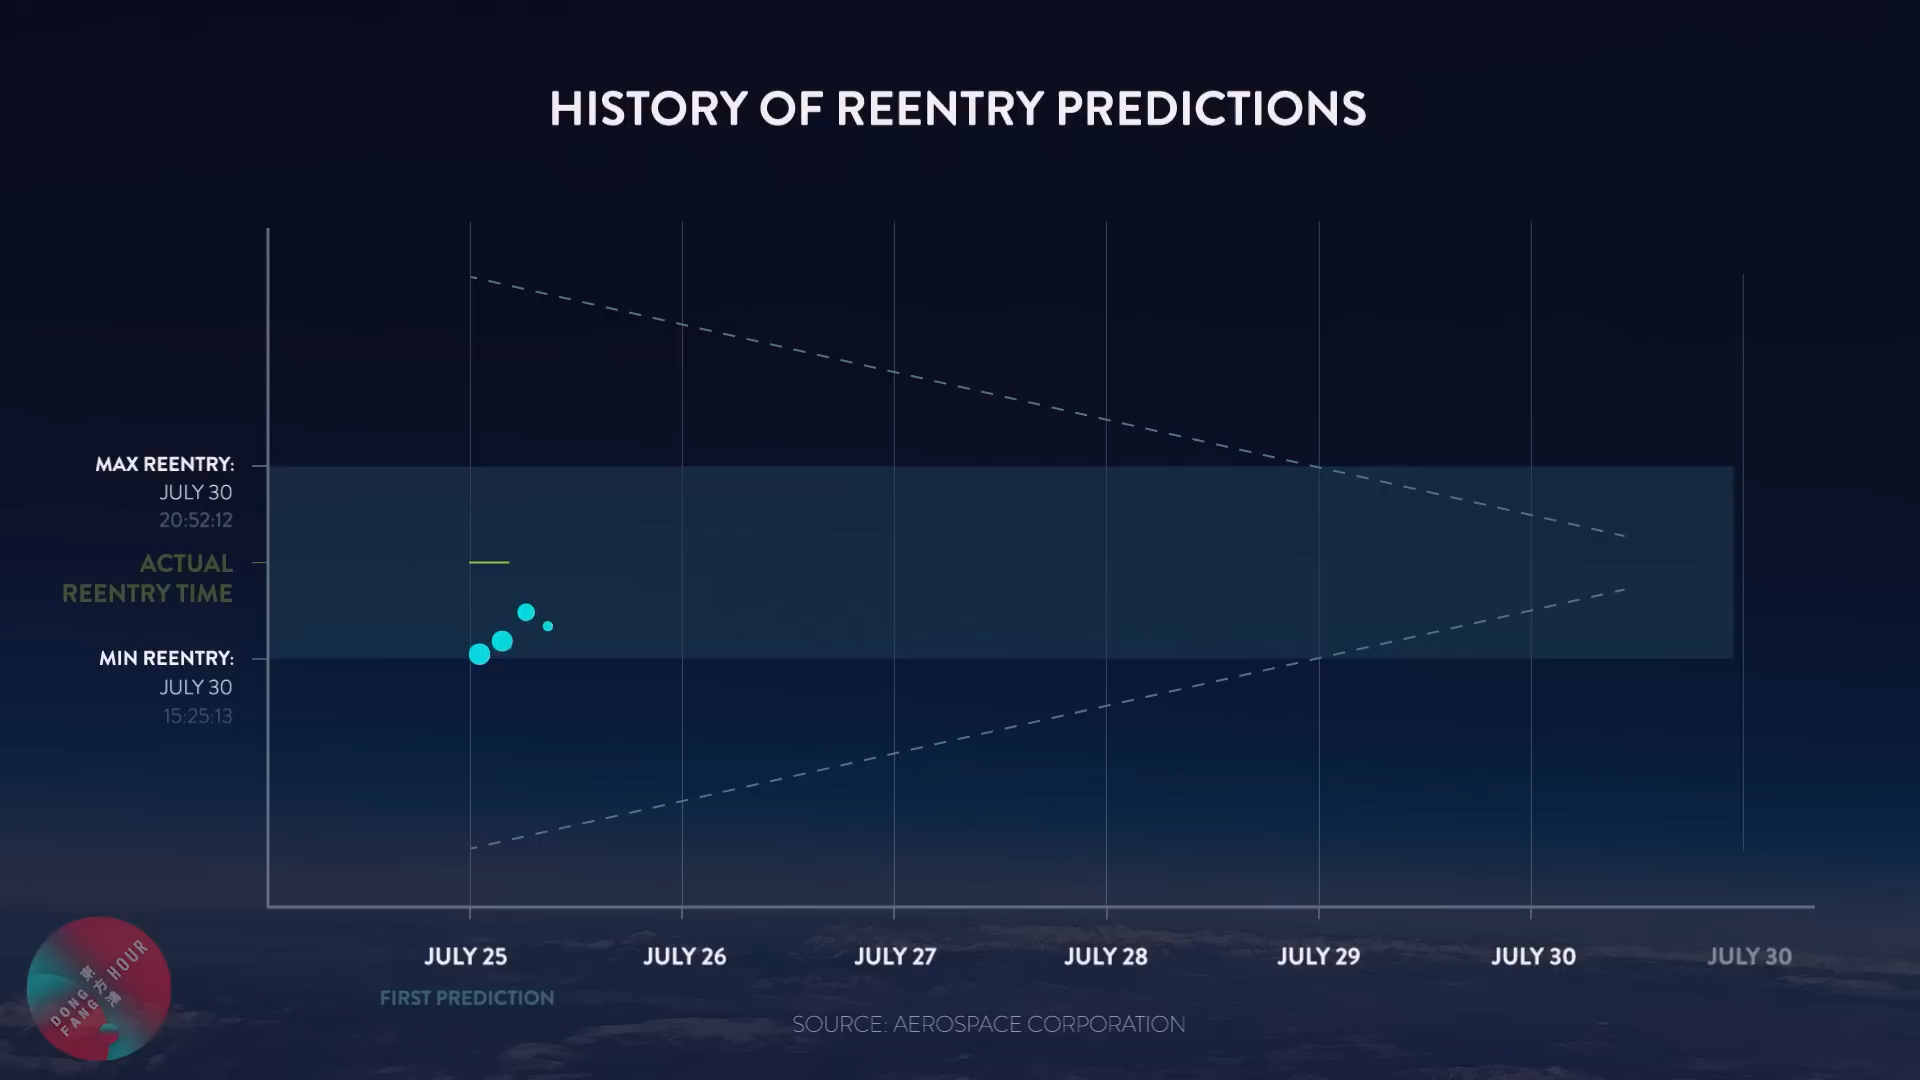 HISTORY OF REENTRY PREDICTIONS
MAX REENTRY:
JULY 30
20:52:12
ACTUAL
REENTRY TIME
MIN REENTRY:
JULY 30
15:25:13
JULY 25
JULY 26
JULY 27
JULY 28
JULY 29
JULY 30
JULY 30
FIRST PREDICTION
SOURCE: AEROSPACE CORPORATION
DONG
FANG
東
方
HOUR